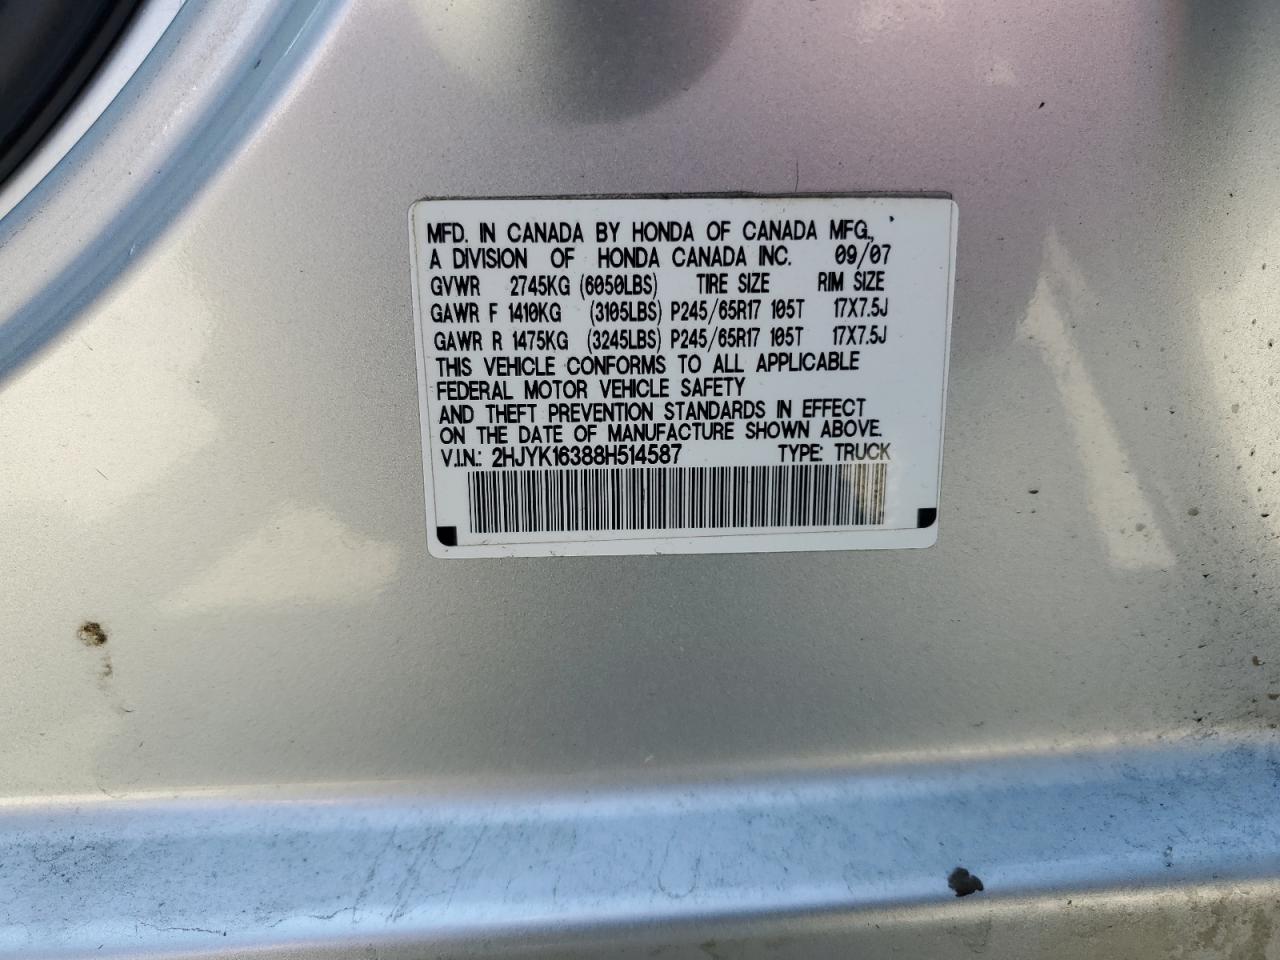 MFD. IN CANADA BY HONDA OF CANADA MFG.,
A DIVISION OF HONDA CANADA INC. 09/07
GVWR 2745KG (6050LBS) TIRE SIZE RIM SIZE
GAWR F 1410KG (3105LBS) P245/65R17 105T 17X7.5J
GAWR R 1475KG (3245LBS) P245/65R17 105T 17X7.5J
THIS VEHICLE CONFORMS TO ALL APPLICABLE
FEDERAL MOTOR VEHICLE SAFETY
AND THEFT PREVENTION STANDARDS IN EFFECT
ON THE DATE OF MANUFACTURE SHOWN ABOVE.
V.I.N.: 2HJYK16388H514587 TYPE: TRUCK